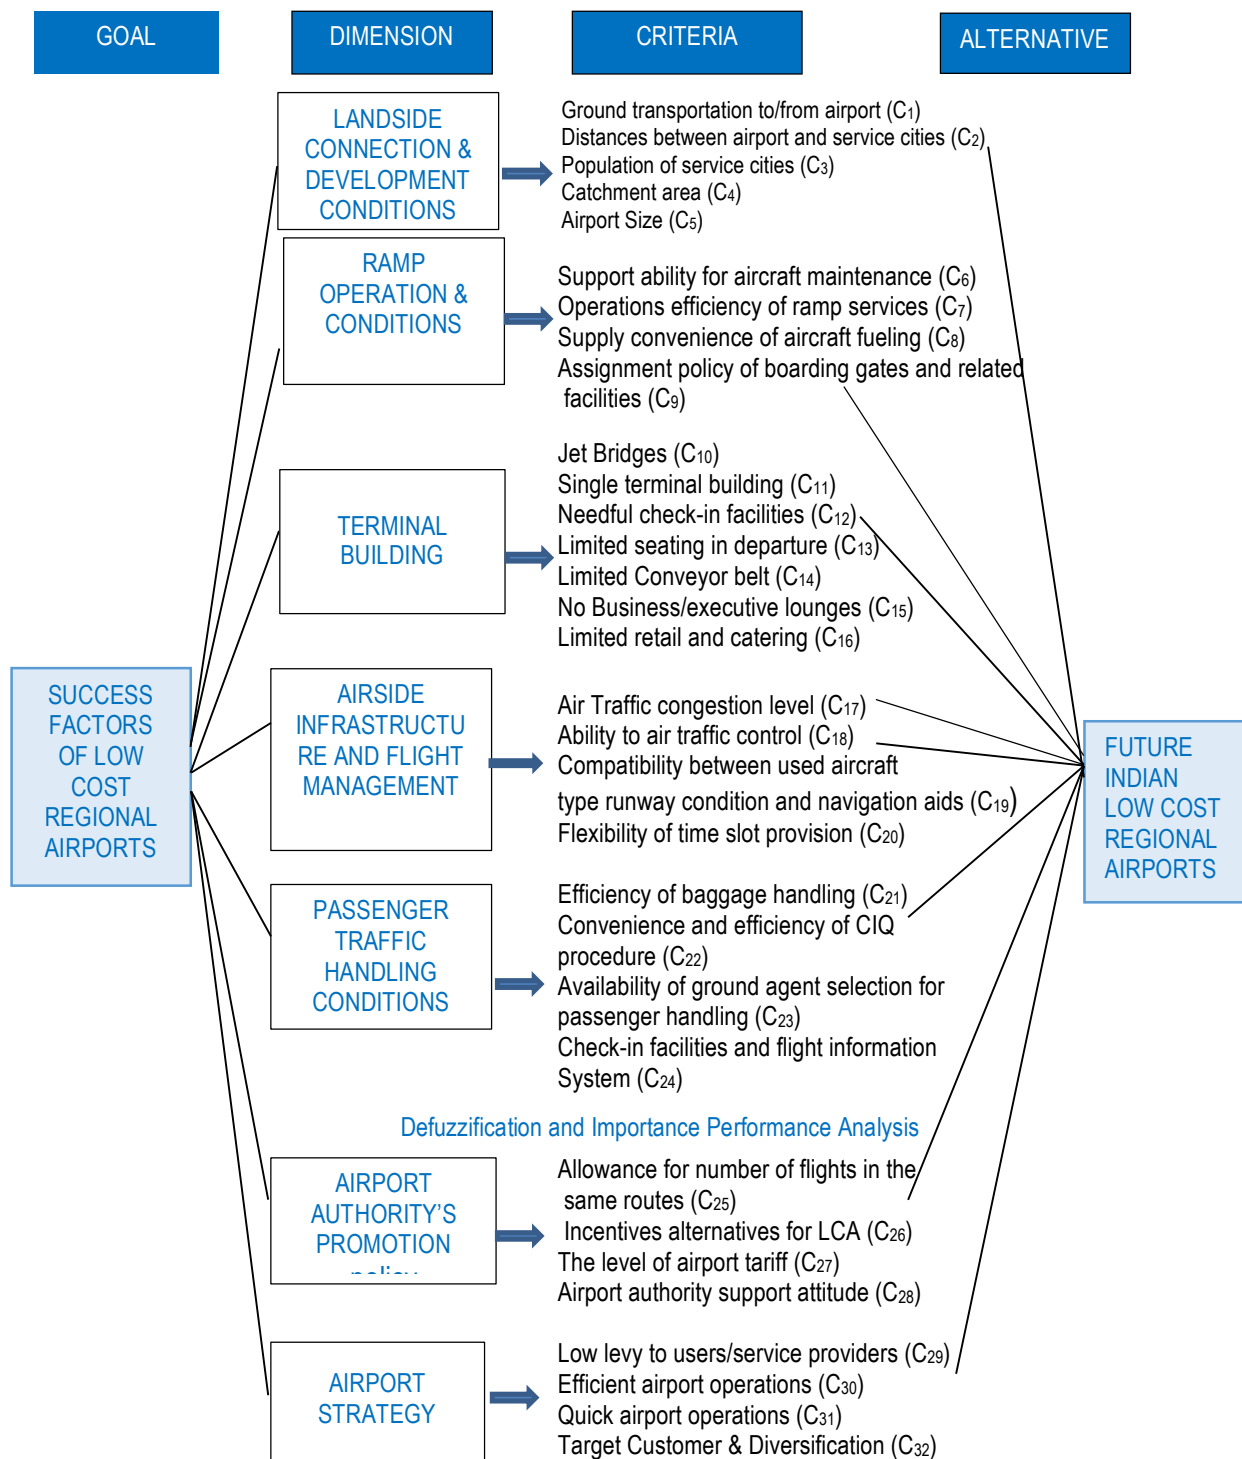 GOAL
DIMENSION
CRITERIA
ALTERNATIVE
LANDSIDE
CONNECTION &
DEVELOPMENT
CONDITIONS
Ground transportation to/from airport (C1)
Distances between airport and service cities (C2)
Population of service cities (C3)
Catchment area (C4)
Airport Size (C5)
RAMP
OPERATION &
CONDITIONS
Support ability for aircraft maintenance (C6)
Operations efficiency of ramp services (C7)
Supply convenience of aircraft fueling (C8)
Assignment policy of boarding gates and related
facilities (C9)
TERMINAL
BUILDING
Jet Bridges (C10)
Single terminal building (C11)
Needful check-in facilities (C12)
Limited seating in departure (C13)
Limited Conveyor belt (C14)
No Business/executive lounges (C15)
Limited retail and catering (C16)
SUCCESS
FACTORS
OF LOW
COST
REGIONAL
AIRPORTS
AIRSIDE
INFRASTRUCTU
RE AND FLIGHT
MANAGEMENT
Air Traffic congestion level (C17)
Ability to air traffic control (C18)
Compatibility between used aircraft
type runway condition and navigation aids (C19)
Flexibility of time slot provision (C20)
FUTURE
INDIAN
LOW COST
REGIONAL
AIRPORTS
PASSENGER
TRAFFIC
HANDLING
CONDITIONS
Efficiency of baggage handling (C21)
Convenience and efficiency of CIQ
procedure (C22)
Availability of ground agent selection for
passenger handling (C23)
Check-in facilities and flight information
System (C24)
Defuzzification and Importance Performance Analysis
AIRPORT
AUTHORITY'S
PROMOTION
policy
Allowance for number of flights in the
same routes (C25)
Incentives alternatives for LCA (C26)
The level of airport tariff (C27)
Airport authority support attitude (C28)
AIRPORT
STRATEGY
Low levy to users/service providers (C29)
Efficient airport operations (C30)
Quick airport operations (C31)
Target Customer & Diversification (C32)